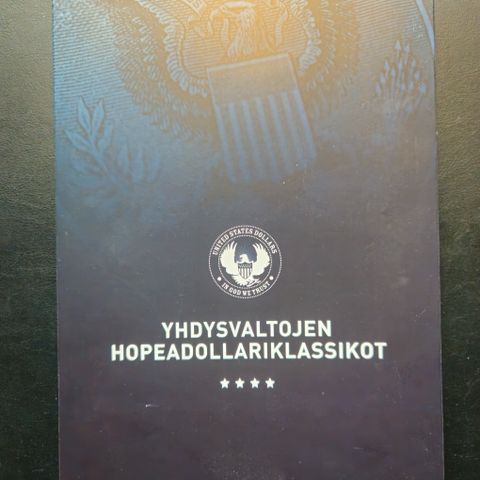 UNITED STATES DOLLARS
IN GOD WE TRUST
YHDYSVALTOJEN
HOPEADOLLARIKLASSIKOT